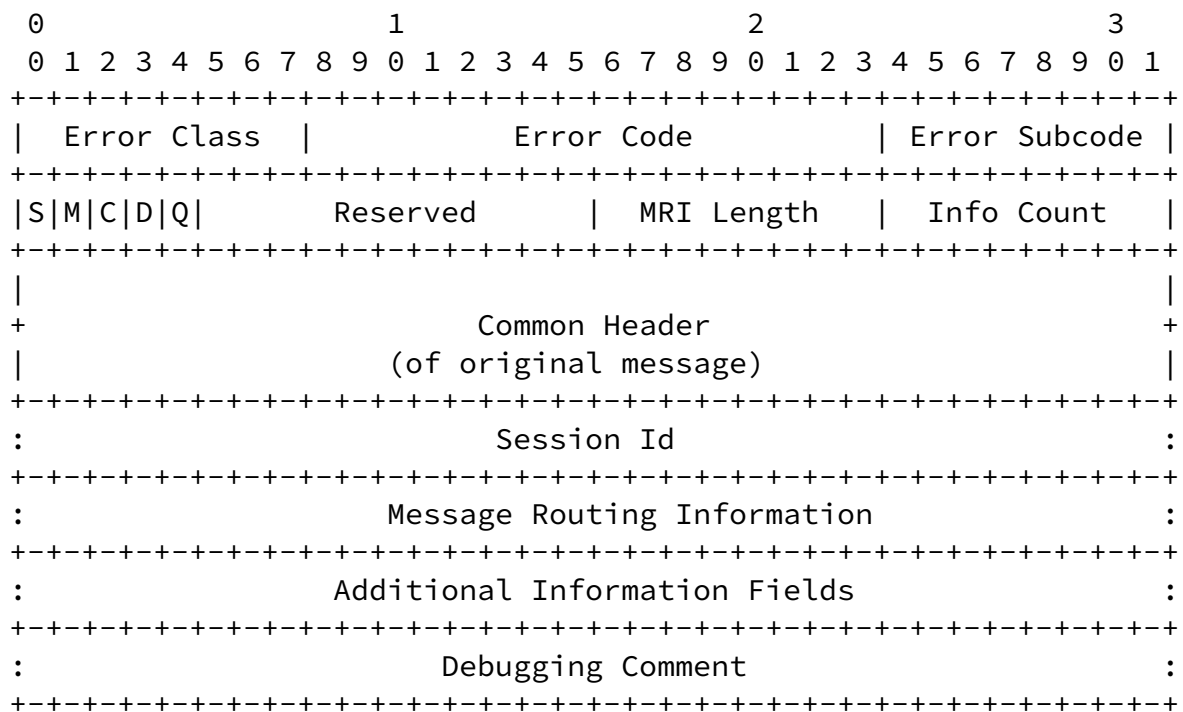 0                   1                   2                   3
 0 1 2 3 4 5 6 7 8 9 0 1 2 3 4 5 6 7 8 9 0 1 2 3 4 5 6 7 8 9 0 1
+-+-+-+-+-+-+-+-+-+-+-+-+-+-+-+-+-+-+-+-+-+-+-+-+-+-+-+-+-+-+-+-+
|  Error Class  |           Error Code          | Error Subcode |
+-+-+-+-+-+-+-+-+-+-+-+-+-+-+-+-+-+-+-+-+-+-+-+-+-+-+-+-+-+-+-+-+
|S|M|C|D|Q|       Reserved      |  MRI Length   |  Info Count   |
+-+-+-+-+-+-+-+-+-+-+-+-+-+-+-+-+-+-+-+-+-+-+-+-+-+-+-+-+-+-+-+-+
|                                                               |
+                         Common Header                         +
|                    (of original message)                      |
+-+-+-+-+-+-+-+-+-+-+-+-+-+-+-+-+-+-+-+-+-+-+-+-+-+-+-+-+-+-+-+-+
:                          Session Id                           :
+-+-+-+-+-+-+-+-+-+-+-+-+-+-+-+-+-+-+-+-+-+-+-+-+-+-+-+-+-+-+-+-+
:                    Message Routing Information                :
+-+-+-+-+-+-+-+-+-+-+-+-+-+-+-+-+-+-+-+-+-+-+-+-+-+-+-+-+-+-+-+-+
:                 Additional Information Fields                 :
+-+-+-+-+-+-+-+-+-+-+-+-+-+-+-+-+-+-+-+-+-+-+-+-+-+-+-+-+-+-+-+-+
:                       Debugging Comment                       :
+-+-+-+-+-+-+-+-+-+-+-+-+-+-+-+-+-+-+-+-+-+-+-+-+-+-+-+-+-+-+-+-+